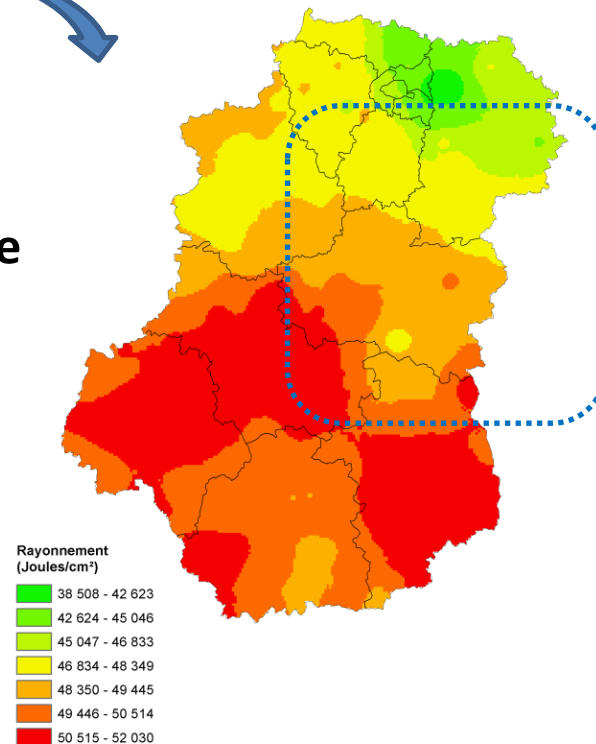 e
Rayonnement
(Joules/cm²)
38 508 - 42 623
42 624 - 45 046
45 047 - 46 833
46 834 - 48 349
48 350 - 49 445
49 446 - 50 514
50 515 - 52 030